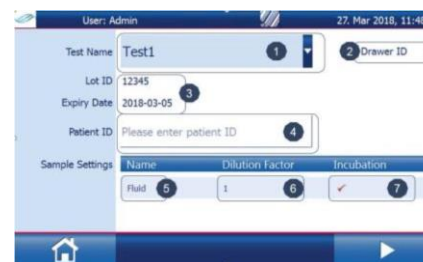 User: Admin 27. Mar 2018, 11:48
Test Name Test1 1 2 Drawer ID
Lot ID 12345
3
Expiry Date 2018-03-05
Patient ID Please enter patient ID 4
Sample Settings Name Dilution Factor Incubation
Fluid 5 1 6 7